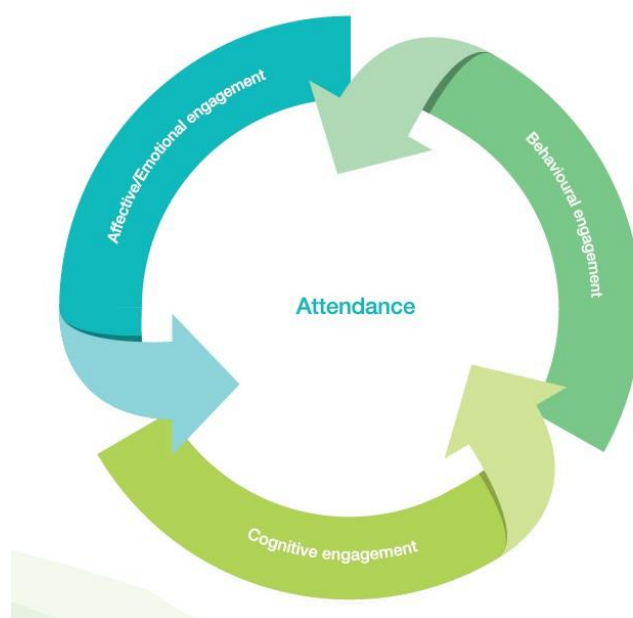 Affective/Emotional engagement
Behavioural engagement
Attendance
Cognitive engagement